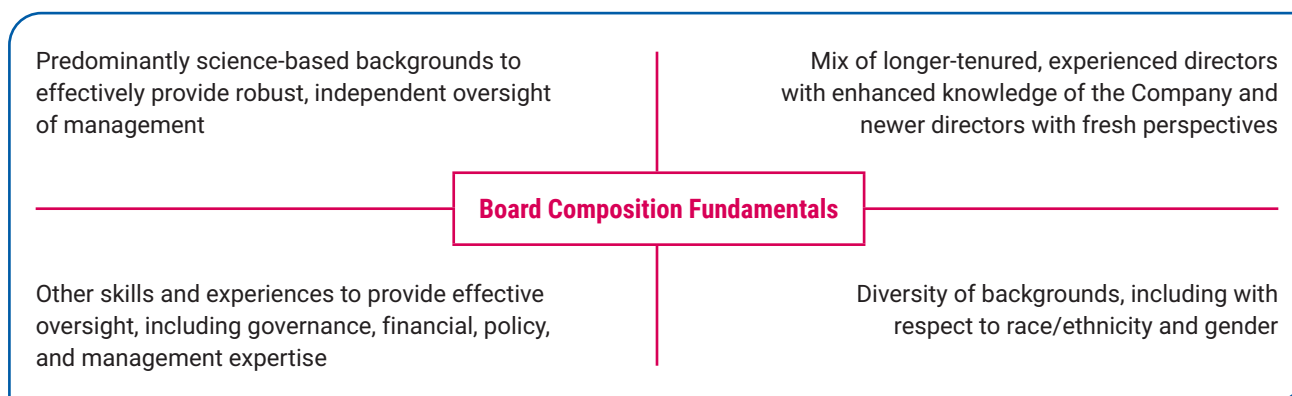 Predominantly science-based backgrounds to
effectively provide robust, independent oversight
of management
Mix of longer-tenured, experienced directors
with enhanced knowledge of the Company and
newer directors with fresh perspectives
Board Composition Fundamentals
Other skills and experiences to provide effective
oversight, including governance, financial, policy,
and management expertise
Diversity of backgrounds, including with
respect to race/ethnicity and gender